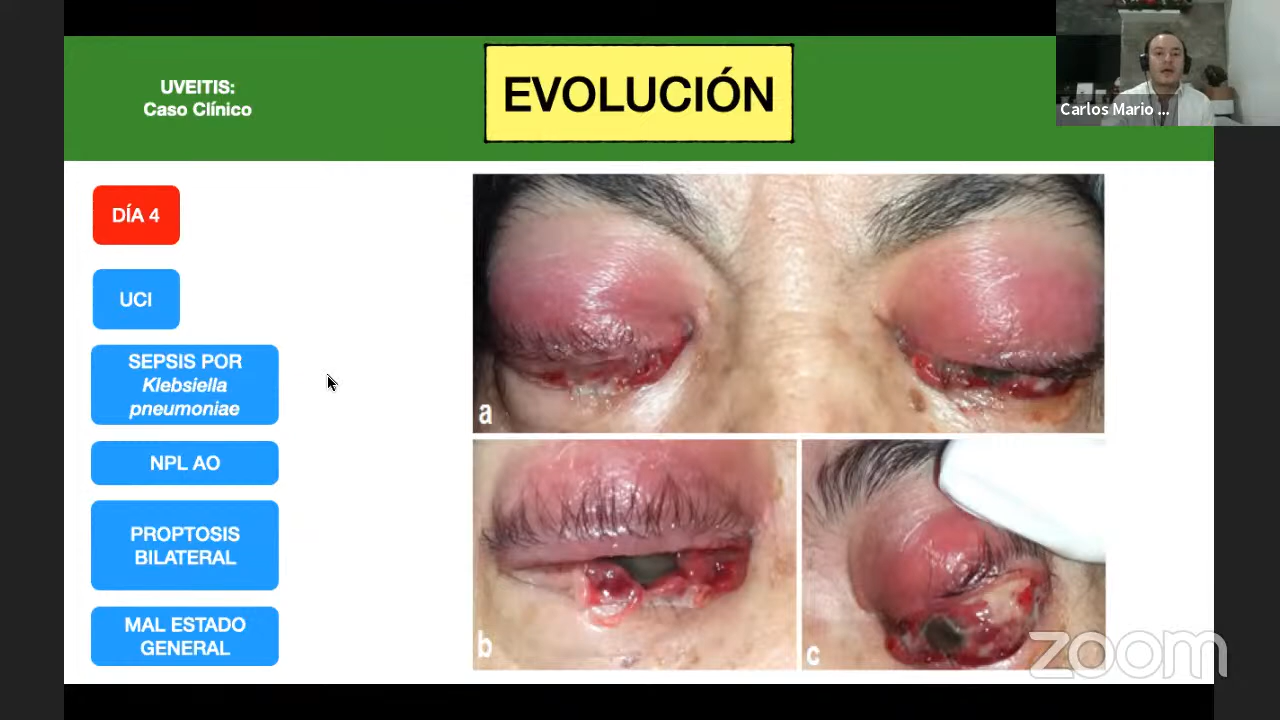 UVEITIS:
Caso Clínico
EVOLUCIÓN
Carlos Mario ...
DÍA 4
UCI
SEPSIS POR
Klebsiella
pneumoniae
NPL AO
PROPTOSIS
BILATERAL
MAL ESTADO
GENERAL
a
b
c
zoom